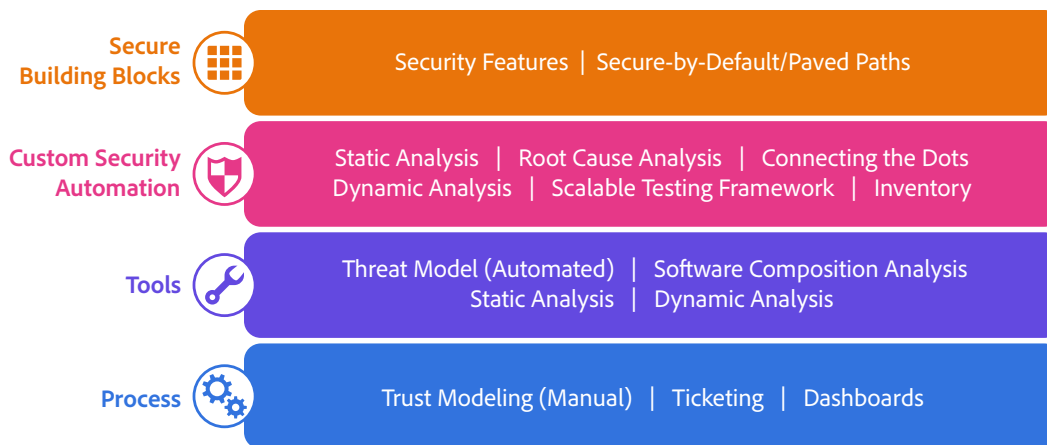 Secure
Building Blocks
Security Features | Secure-by-Default/Paved Paths
Custom Security
Automation
Static Analysis | Root Cause Analysis | Connecting the Dots
Dynamic Analysis | Scalable Testing Framework | Inventory
Tools
Threat Model (Automated) | Software Composition Analysis
Static Analysis | Dynamic Analysis
Process
Trust Modeling (Manual) | Ticketing | Dashboards